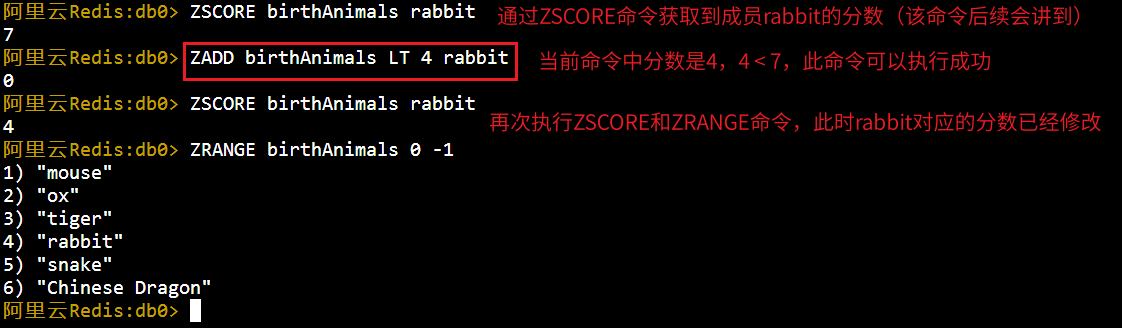 阿里云Redis:db0> ZSCORE birthAnimals rabbit 通过ZSCORE命令获取到成员rabbit的分数（该命令后续会讲到）
7
阿里云Redis:db0> ZADD birthAnimals LT 4 rabbit 当前命令中分数是4，4 < 7，此命令可以执行成功
0
阿里云Redis:db0> ZSCORE birthAnimals rabbit
4 再次执行ZSCORE和ZRANGE命令，此时rabbit对应的分数已经修改
阿里云Redis:db0> ZRANGE birthAnimals 0 -1
1) "mouse"
2) "ox"
3) "tiger"
4) "rabbit"
5) "snake"
6) "Chinese Dragon"
阿里云Redis:db0>